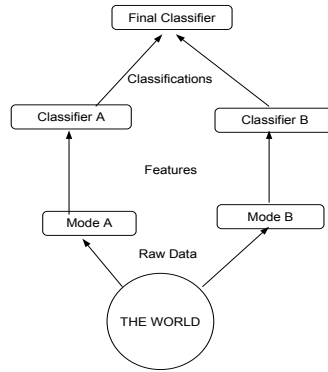 Final Classifier
Classifications
Classifier A
Classifier B
Features
Mode A
Mode B
Raw Data
THE WORLD